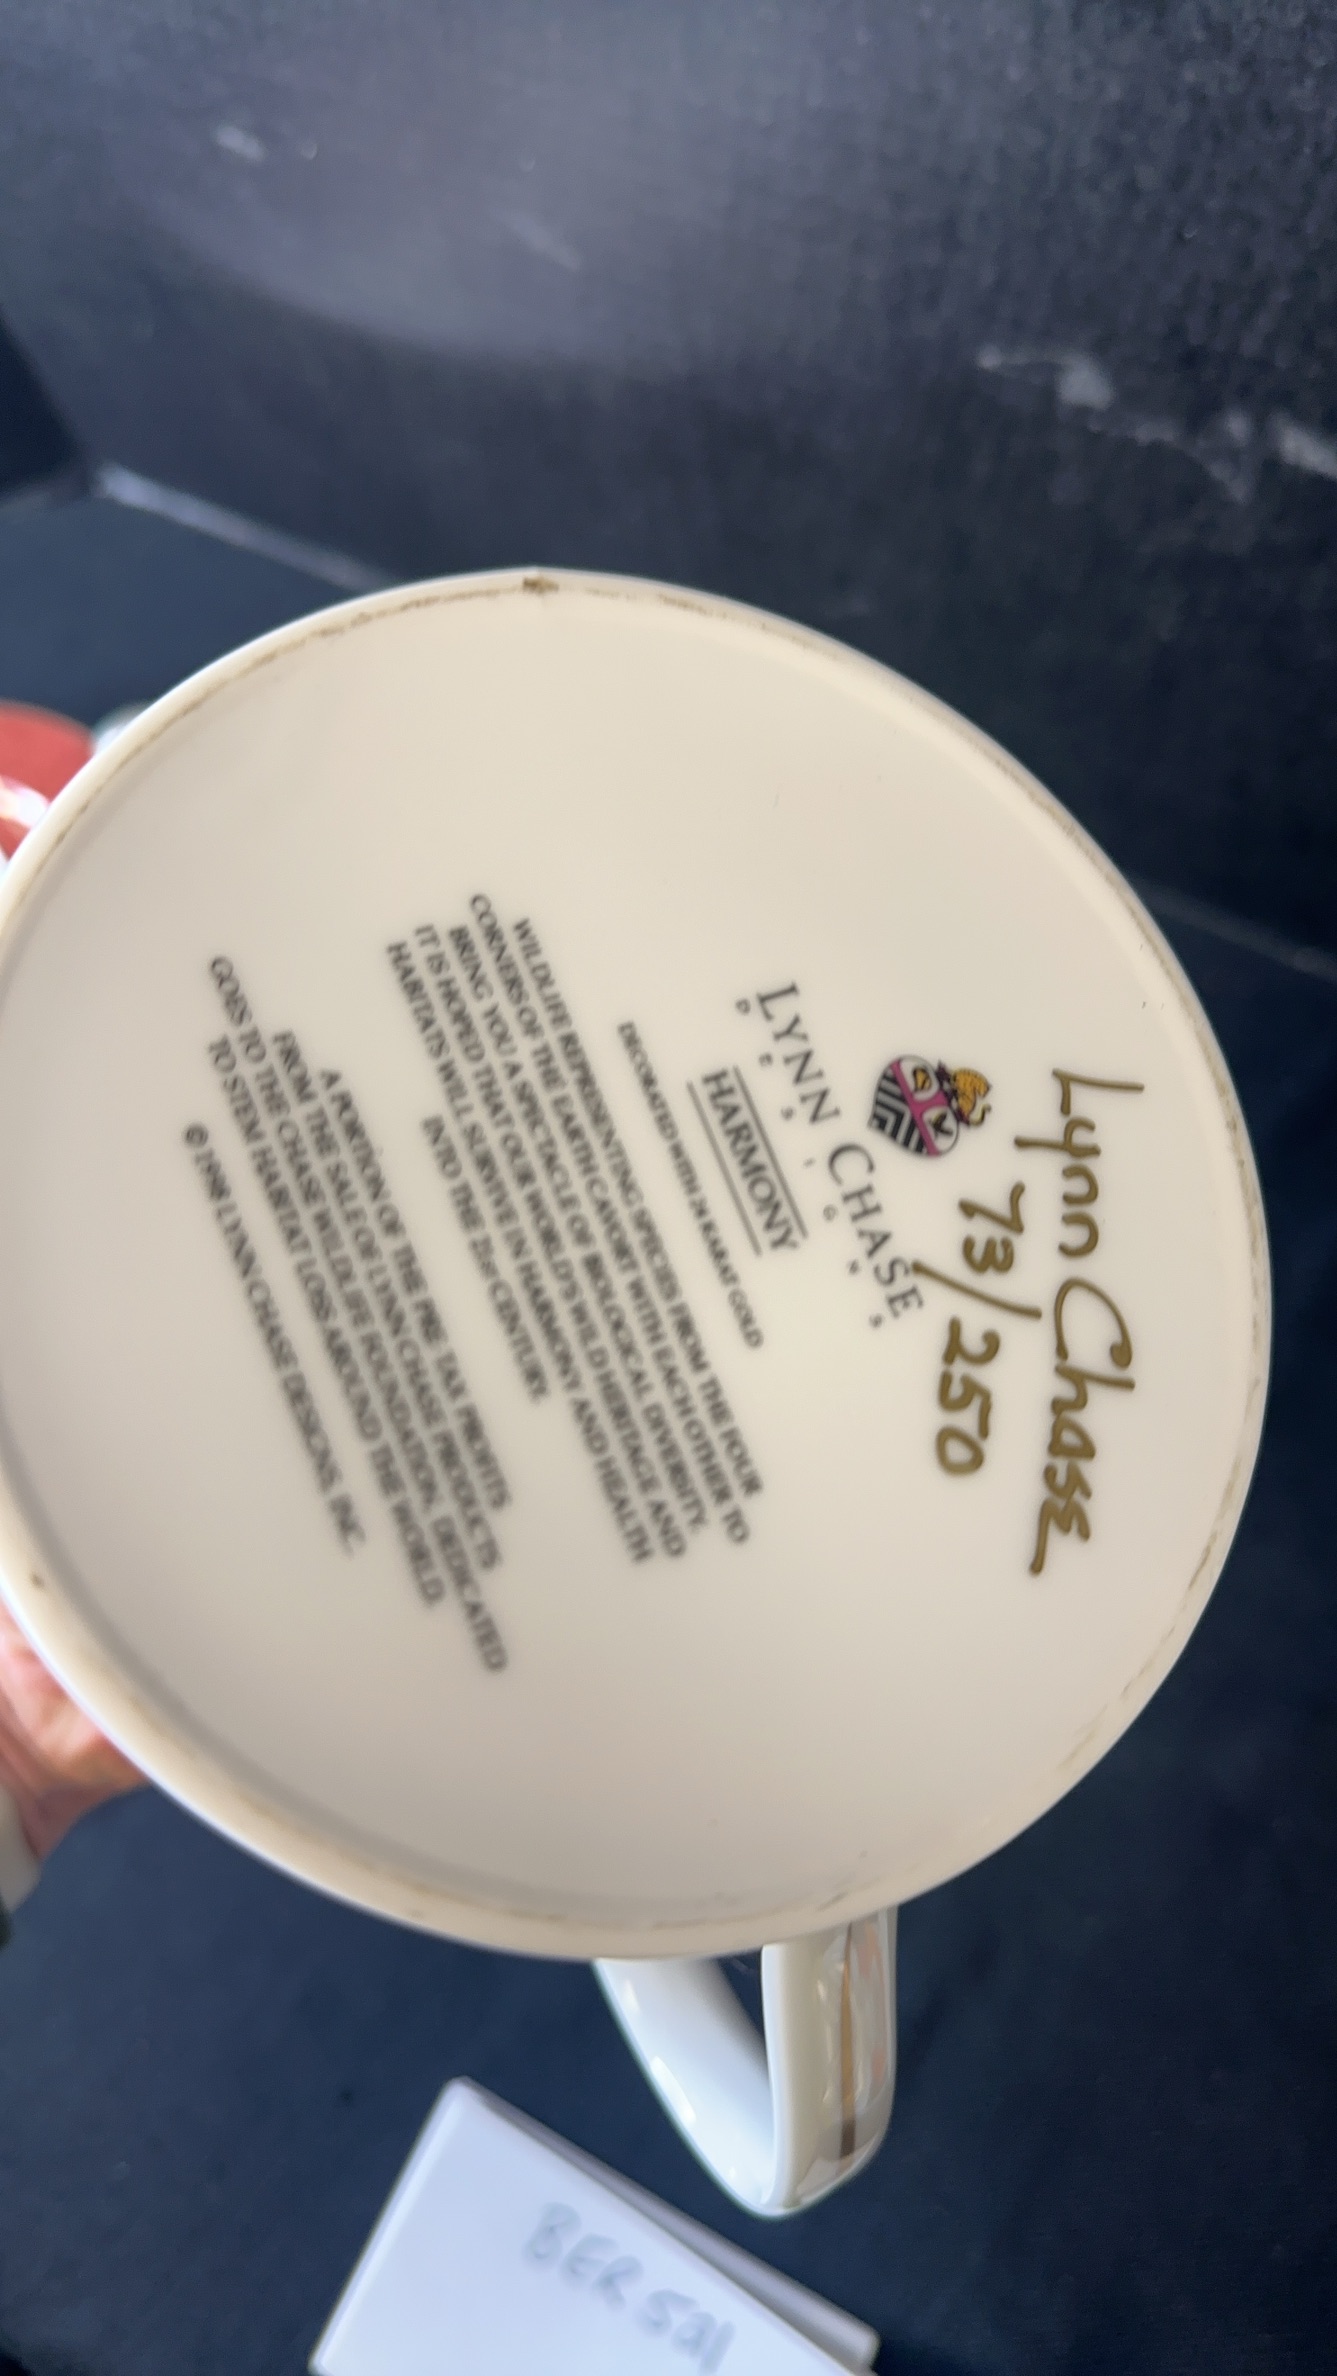 Lynn Chase
73/250
LYNN CHASE
DESIGNS
HARMONY
DECORATED WITH 24 KARAT GOLD
WILDLIFE REPRESENTING SPECIES FROM THE FOUR
CORNERS OF THE EARTH CAVORT WITH EACH OTHER TO
BRING YOU A SPECTACLE OF BIOLOGICAL DIVERSITY.
IT IS HOPED THAT OUR WORLD'S WILD HERITAGE AND
HABITATS WILL SURVIVE IN HARMONY AND HEALTH
INTO THE 21st CENTURY.
A PORTION OF THE PRE TAX PROFITS
FROM THE SALE OF LYNN CHASE PRODUCTS
GOES TO THE CHASE WILDLIFE FOUNDATION, DEDICATED
TO STEM HABITAT LOSS AROUND THE WORLD.
© 1998 LYNN CHASE DESIGNS, INC.